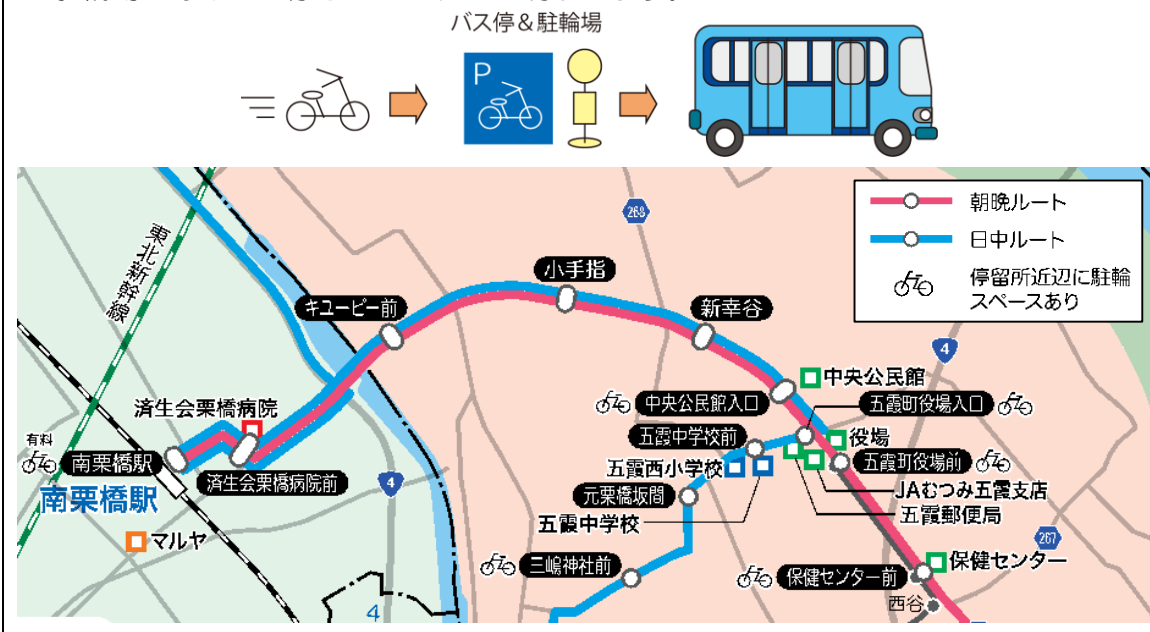 バス停&駐輪場
P
朝晩ルート
日中ルート
停留所近辺に駐輪
スペースあり
東北新幹線
268
小手指
キユーピー前
新幸谷
4
中央公民館
中央公民館入口
五霞町役場入口
済生会栗橋病院
有料
南栗橋駅
南栗橋駅
済生会栗橋病院前
4
五霞中学校前
役場
五霞西小学校
五霞町役場前
元栗橋坂間
JAむつみ五霞支店
五霞中学校
五霞郵便局
マルヤ
267
三嶋神社前
保健センター前
保健センター
西谷
4